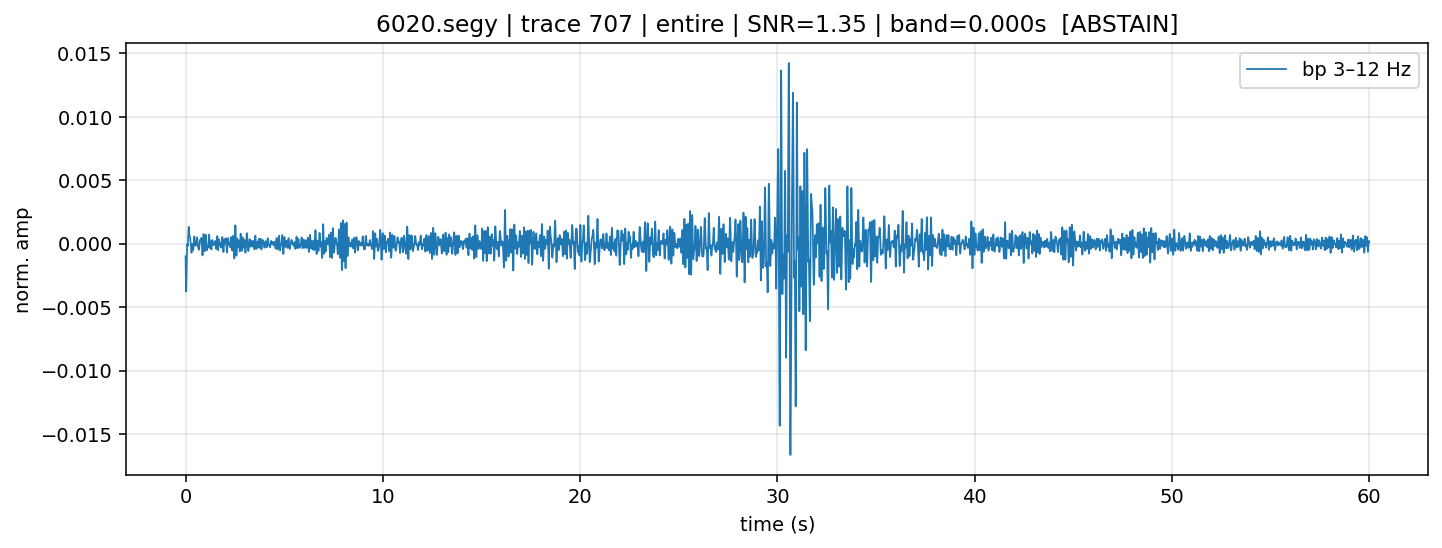 6020.segy | trace 707 | entire | SNR=1.35 | band=0.000s  [ABSTAIN]
bp 3–12 Hz
norm. amp
0.015
0.010
0.005
0.000
−0.005
−0.010
−0.015
0 10 20 30 40 50 60
time (s)